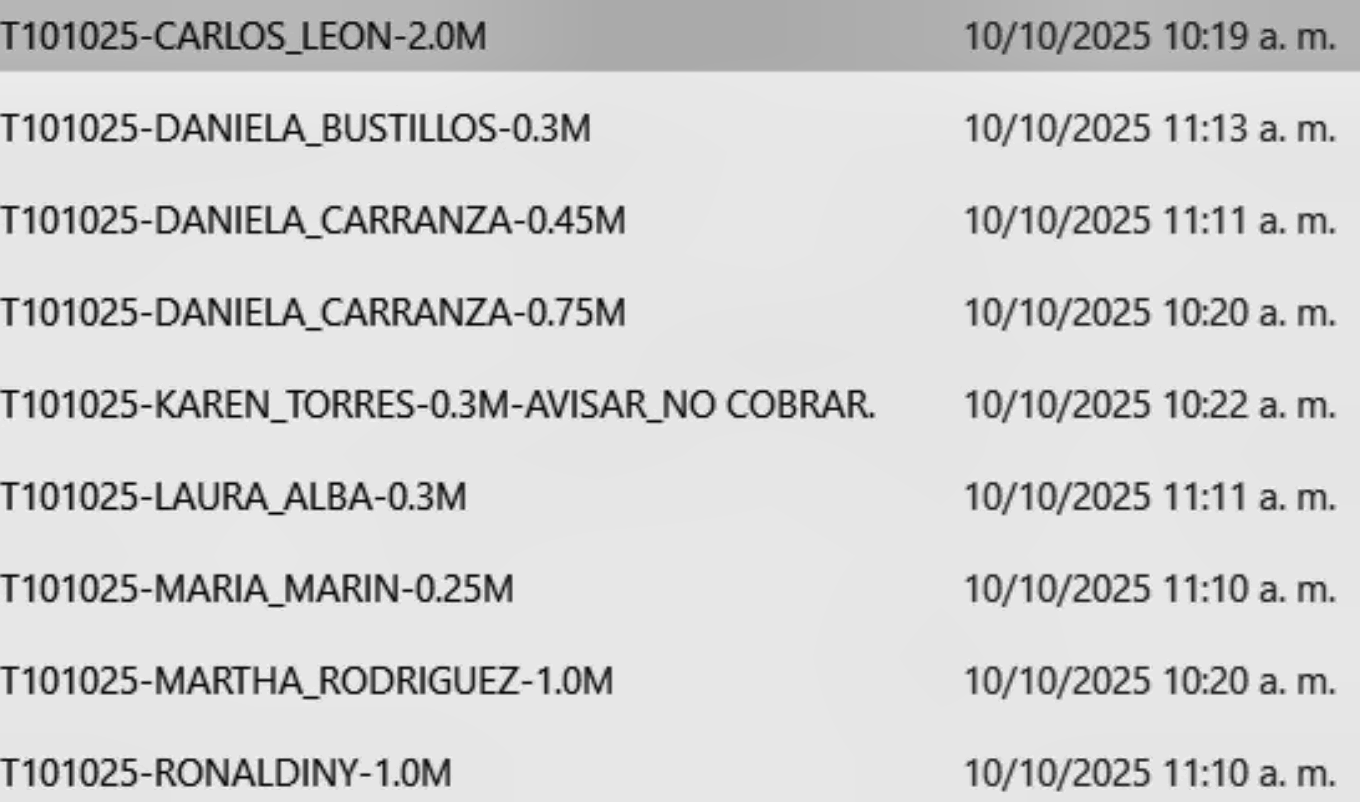 T101025-CARLOS_LEON-2.0M 10/10/2025 10:19 a. m.
T101025-DANIELA_BUSTILLOS-0.3M 10/10/2025 11:13 a. m.
T101025-DANIELA_CARRANZA-0.45M 10/10/2025 11:11 a. m.
T101025-DANIELA_CARRANZA-0.75M 10/10/2025 10:20 a. m.
T101025-KAREN_TORRES-0.3M-AVISAR_NO COBRAR. 10/10/2025 10:22 a. m.
T101025-LAURA_ALBA-0.3M 10/10/2025 11:11 a. m.
T101025-MARIA_MARIN-0.25M 10/10/2025 11:10 a. m.
T101025-MARTHA_RODRIGUEZ-1.0M 10/10/2025 10:20 a. m.
T101025-RONALDINY-1.0M 10/10/2025 11:10 a. m.